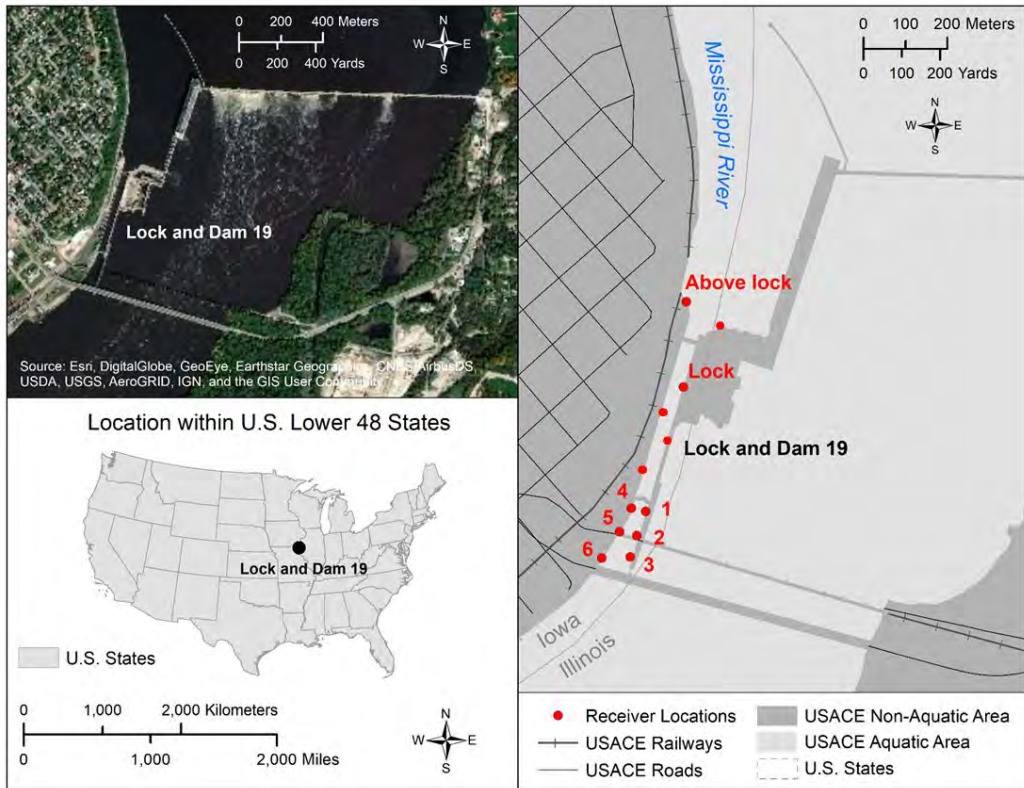 0 200 400 Meters
0 200 400 Yards
N
W E
S
Lock and Dam 19
Source: Esri, DigitalGlobe, GeoEye, Earthstar Geographics, CNES/Airbus DS,
USDA, USGS, AeroGRID, IGN, and the GIS User Community
Location within U.S. Lower 48 States
Lock and Dam 19
U.S. States
0 1,000 2,000 Kilometers
0 1,000 2,000 Miles
N
W E
S
0 100 200 Meters
0 100 200 Yards
N
W E
S
Mississippi River
Above lock
Lock
Lock and Dam 19
4
1
5
2
6
3
Iowa
Illinois
Receiver Locations
USACE Railways
USACE Roads
USACE Non-Aquatic Area
USACE Aquatic Area
U.S. States